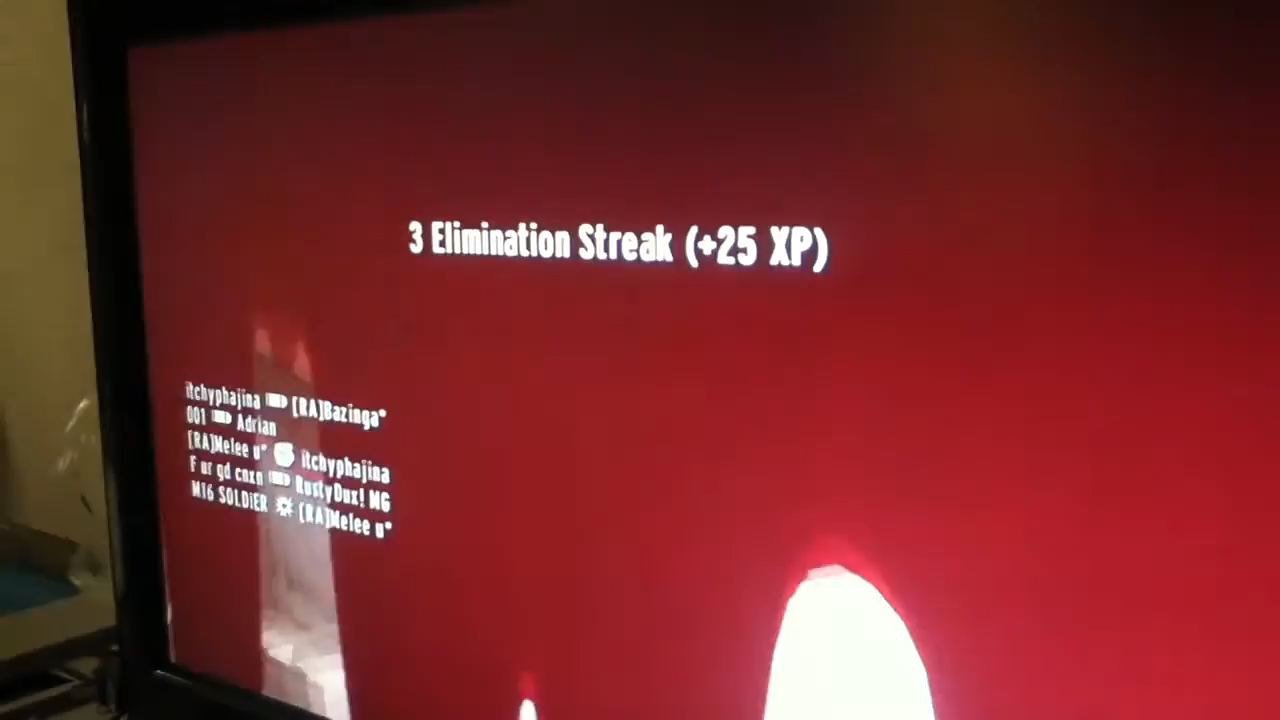 3 Elimination Streak (+25 XP)
itchyphajina [RA]Bazinga"
001 Adrian
[RA]Melee u" itchyphajina
F ur gd cnxn RustyDux! MG
M16 SOLDiER [RA]Melee u"